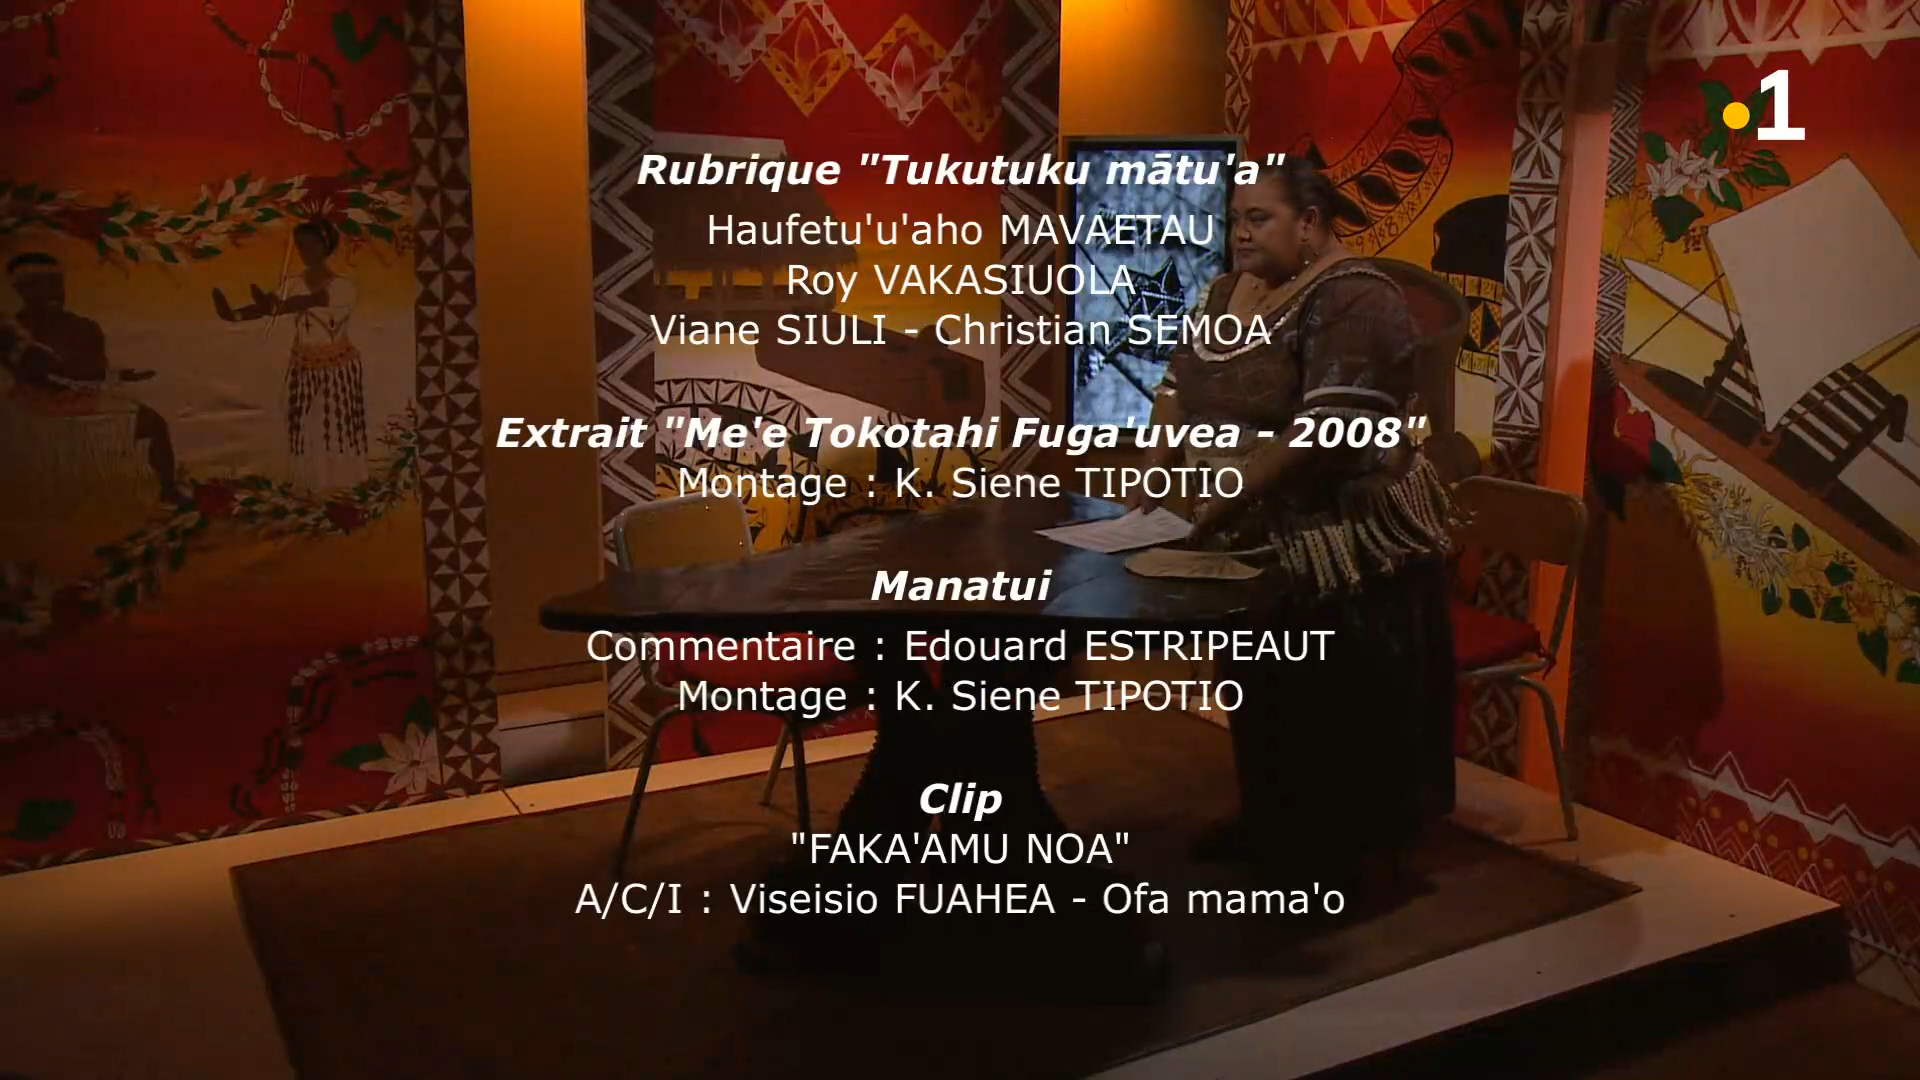 1
Rubrique "Tukutuku mātu'a"
Haufetu'u'aho MAVAETAU
Roy VAKASIUOLA
Viane SIULI - Christian SEMOA
Extrait "Me'e Tokotahi Fuga'uvea - 2008"
Montage : K. Siene TIPOTIO
Manatui
Commentaire : Edouard ESTRIPEAUT
Montage : K. Siene TIPOTIO
Clip
"FAKA'AMU NOA"
A/C/I : Viseisio FUAHEA - Ofa mama'o